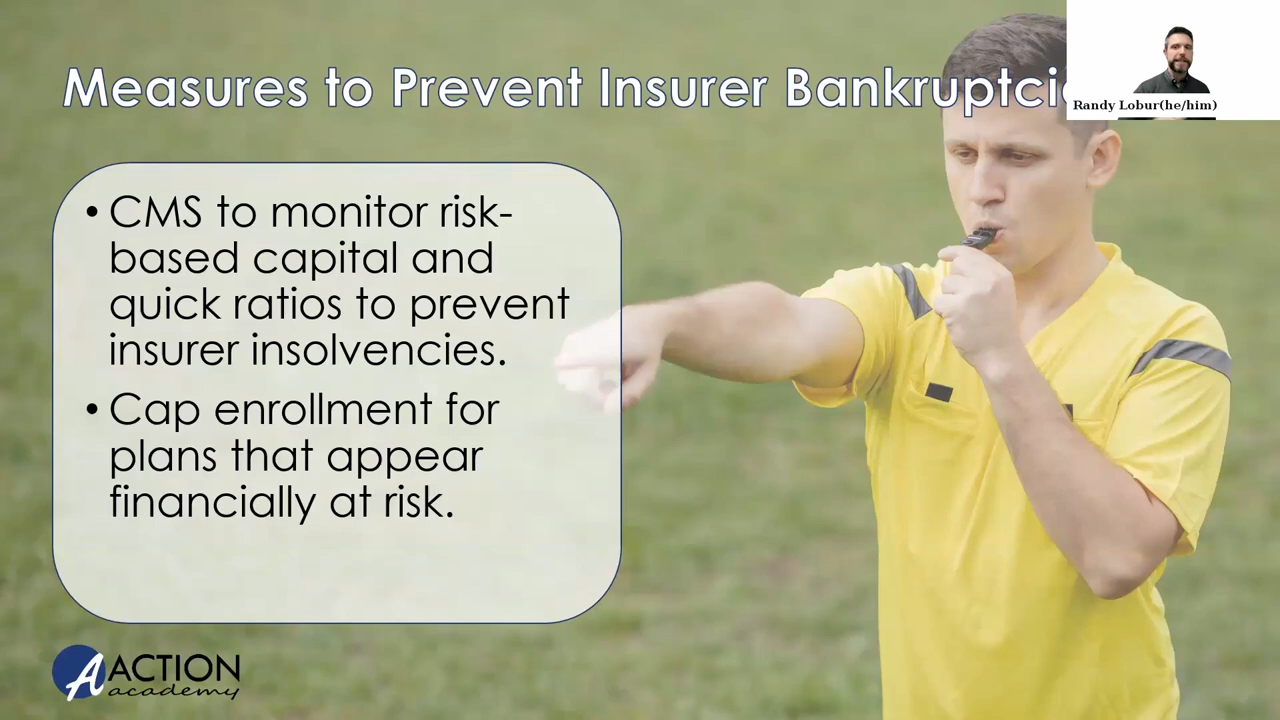 Measures to Prevent Insurer Bankruptci
Randy Lobur(he/him)
• CMS to monitor risk-
based capital and
quick ratios to prevent
insurer insolvencies.
• Cap enrollment for
plans that appear
financially at risk.
A ACTION
academy